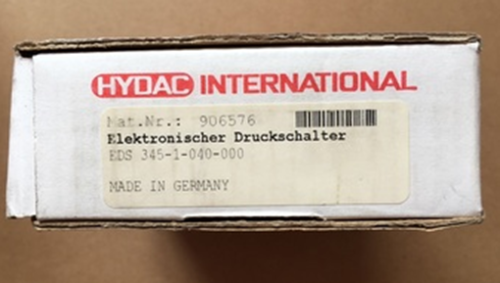 HYDAC INTERNATIONAL
Mat.Nr.: 906576
Elektronischer Druckschalter
EDS 345-1-040-000
MADE IN GERMANY